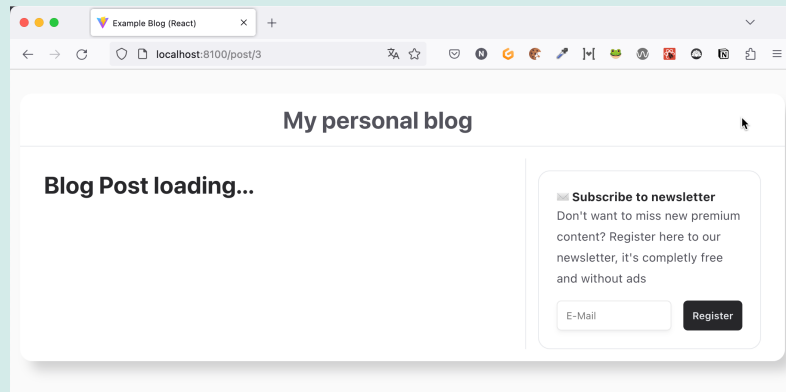 Example Blog (React)
localhost:8100/post/3
My personal blog
Blog Post loading...
Subscribe to newsletter
Don't want to miss new premium
content? Register here to our
newsletter, it's completly free
and without ads
E-Mail
Register